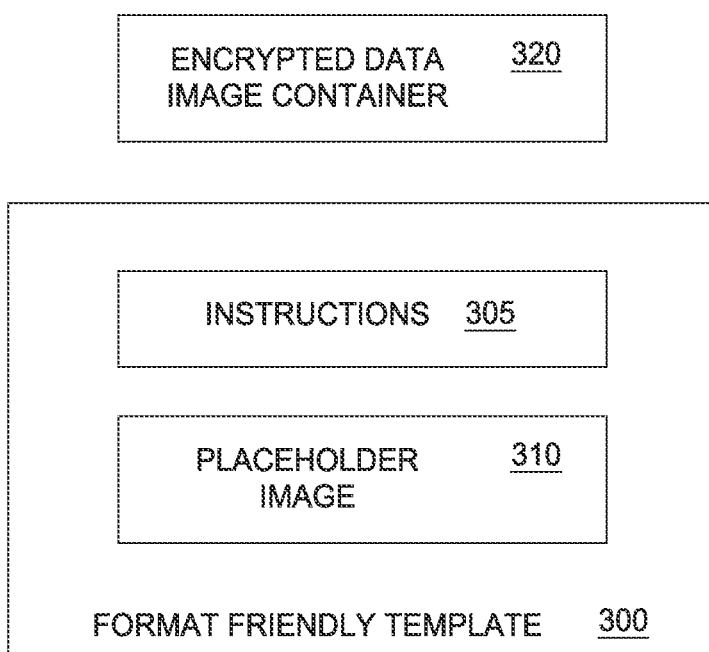 ENCRYPTED DATA 320
IMAGE CONTAINER
INSTRUCTIONS 305
PLACEHOLDER 310
IMAGE
FORMAT FRIENDLY TEMPLATE 300